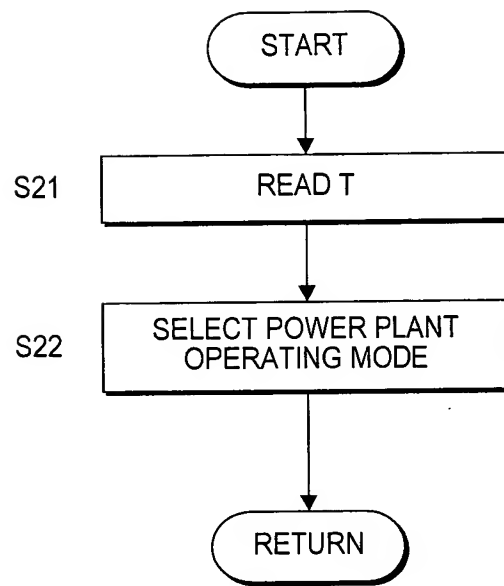 START
S21
READ T
S22
SELECT POWER PLANT
OPERATING MODE
RETURN